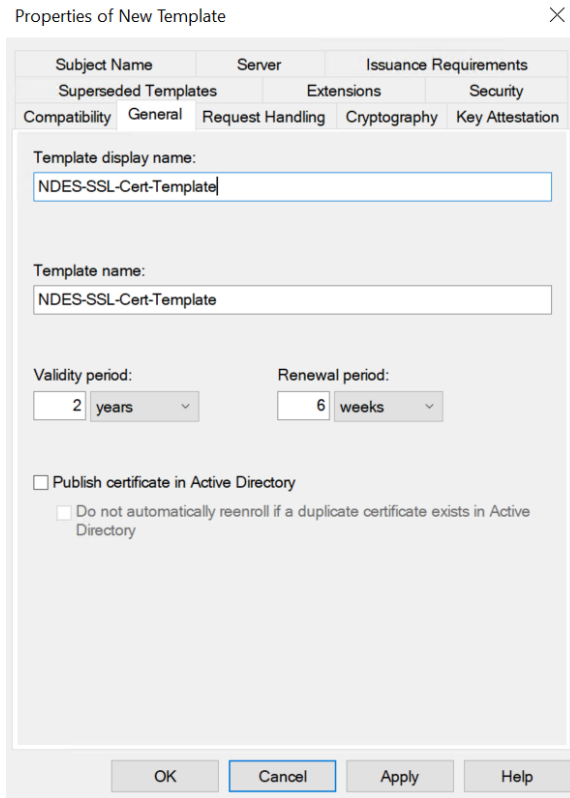 Properties of New Template
Subject Name Server Issuance Requirements
Superseded Templates Extensions Security
Compatibility General Request Handling Cryptography Key Attestation
Template display name:
NDES-SSL-Cert-Template
Template name:
NDES-SSL-Cert-Template
Validity period: Renewal period:
2 years 6 weeks
Publish certificate in Active Directory
Do not automatically reenroll if a duplicate certificate exists in Active
Directory
OK Cancel Apply Help